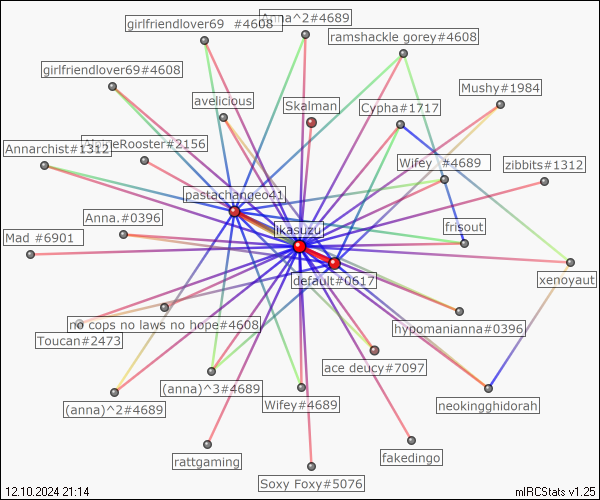 girlfriendlover69 #4608
Anna^2#4689
ramshackle gorey#4608
girlfriendlover69#4608
Mushy#1984
avelicious
Skalman
Cypha#1717
Annarchist#1312
Rooster#2156
Wifey #4689
zibbits#1312
pastachangeo41
Anna.#0396
frisout
Mad #6901
ikasuzu
default#0617
xenoyaut
no cops no laws no hope#4608
hypomanianna#0396
Toucan#2473
ace deucy#7097
(anna)^3#4689
(anna)^2#4689
Wifey#4689
neokingghidorah
rattgaming
fakedingo
Soxy Foxy#5076
12.10.2024 21:14
mIRCStats v1.25